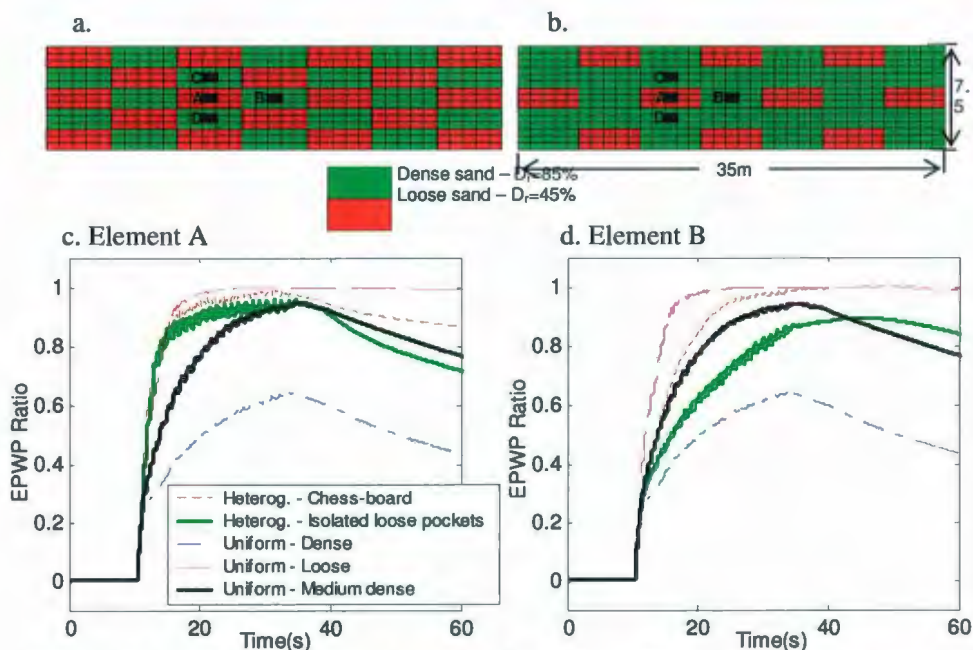 a.
b.
C
A
B
D
C
A
B
D
7.
5
35m
Dense sand – Dr=85%
Loose sand – Dr=45%
c. Element A
d. Element B
EPWP Ratio
1
0.8
0.6
0.4
0.2
0
Heterog. - Chess-board
Heterog. - Isolated loose pockets
Uniform - Dense
Uniform - Loose
Uniform - Medium dense
0
20
40
60
Time(s)
EPWP Ratio
1
0.8
0.6
0.4
0.2
0
0
20
40
60
Time(s)